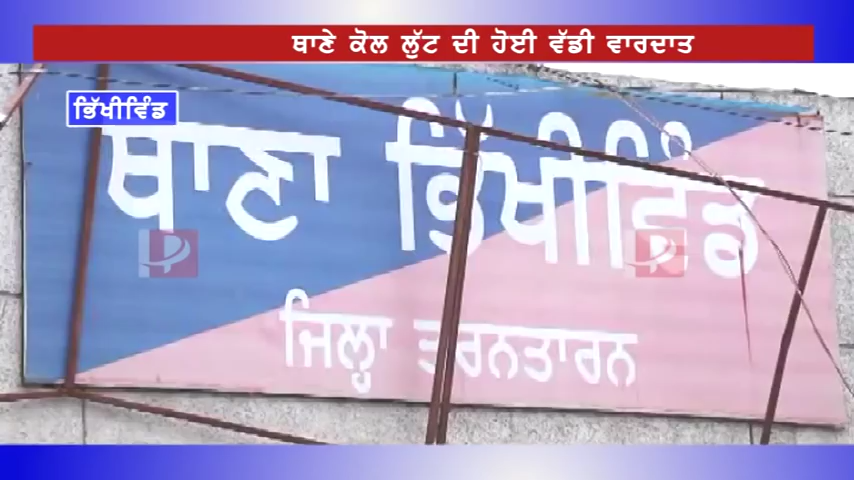 ਥਾਣੇ ਕੋਲ ਲੁੱਟ ਦੀ ਹੋਈ ਵੱਡੀ ਵਾਰਦਾਤ
ਭਿੱਖੀਵਿੰਡ
ਥਾਣਾ ਭਿੱਖੀਵਿੰਡ
ਜਿਲ੍ਹਾ ਤਰਨਤਾਰਨ